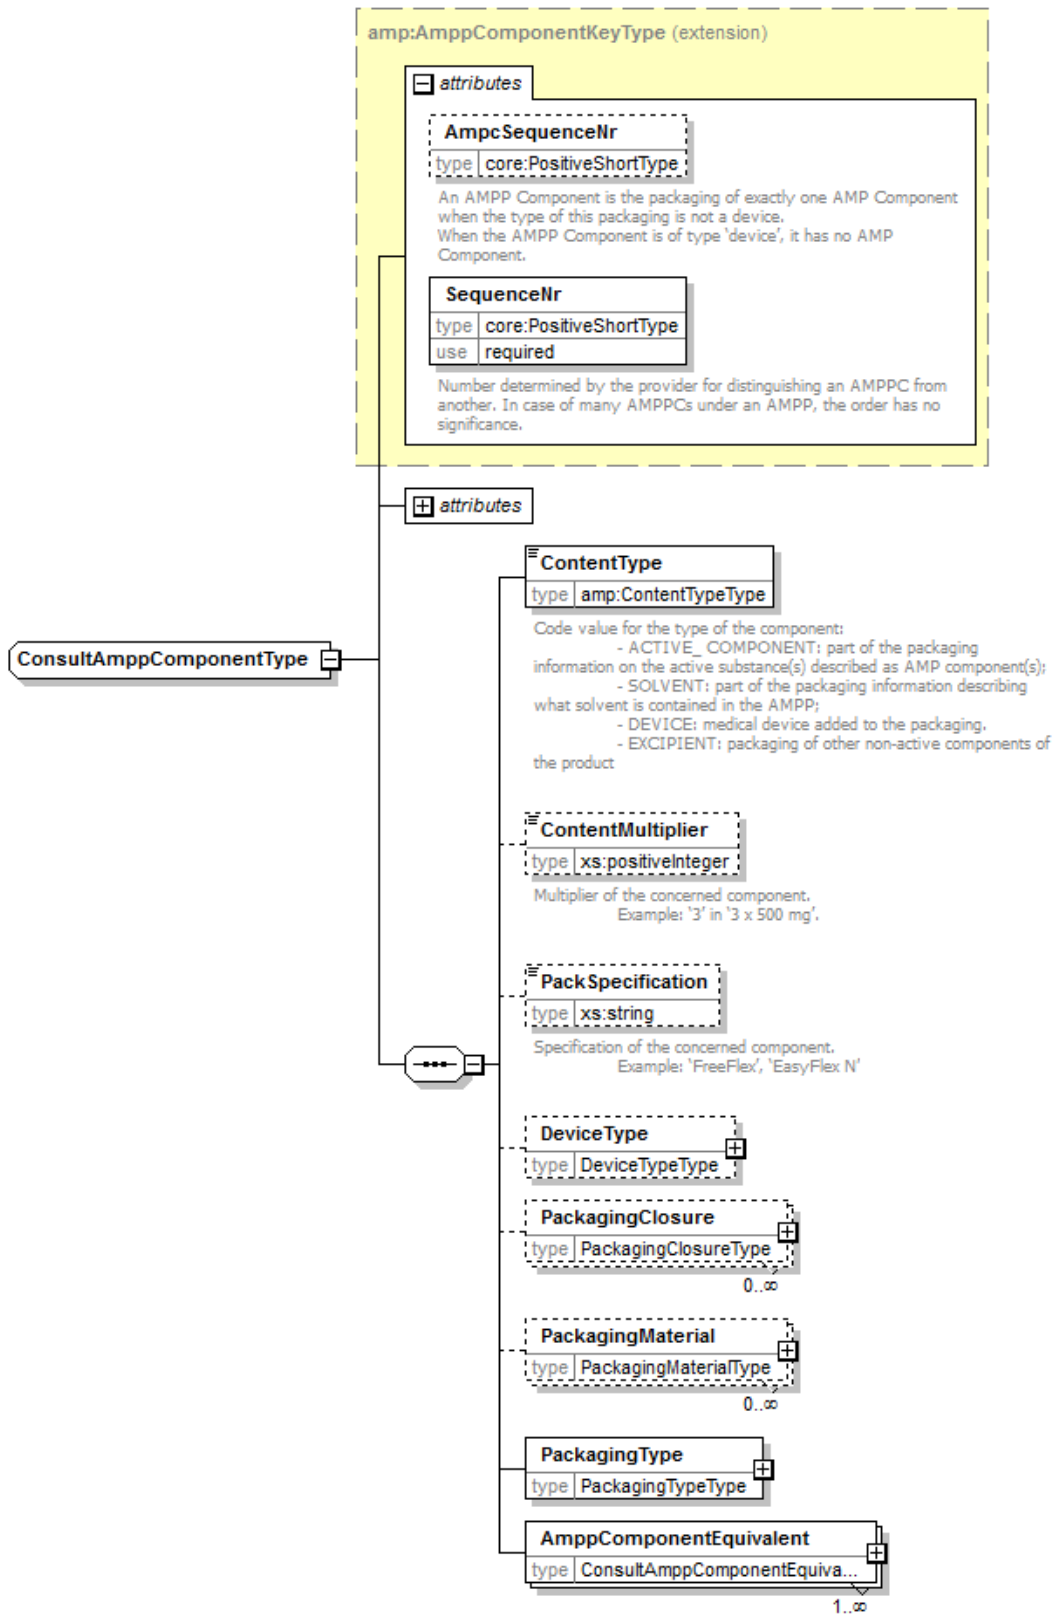 amp:AmppComponentKeyType (extension)
attributes
AmpcSequenceNr
type core:PositiveShortType
An AMPP Component is the packaging of exactly one AMP Component
when the type of this packaging is not a device.
When the AMPP Component is of type ‘device’, it has no AMP
Component.
SequenceNr
type core:PositiveShortType
use required
Number determined by the provider for distinguishing an AMPPC from
another. In case of many AMPPCs under an AMPP, the order has no
significance.
attributes
ConsultAmppComponentType
ContentType
type amp:ContentTypeType
Code value for the type of the component:
- ACTIVE_ COMPONENT: part of the packaging
information on the active substance(s) described as AMP component(s);
- SOLVENT: part of the packaging information describing
what solvent is contained in the AMPP;
- DEVICE: medical device added to the packaging.
- EXCIPIENT: packaging of other non-active components of
the product
ContentMultiplier
type xs:positiveInteger
Multiplier of the concerned component.
Example: ‘3’ in ‘3 x 500 mg’.
PackSpecification
type xs:string
Specification of the concerned component.
Example: ‘FreeFlex’, ‘EasyFlex N’
DeviceType
type DeviceTypeType
PackagingClosure
type PackagingClosureType
0..∞
PackagingMaterial
type PackagingMaterialType
0..∞
PackagingType
type PackagingTypeType
AmppComponentEquivalent
type ConsultAmppComponentEquiva...
1..∞